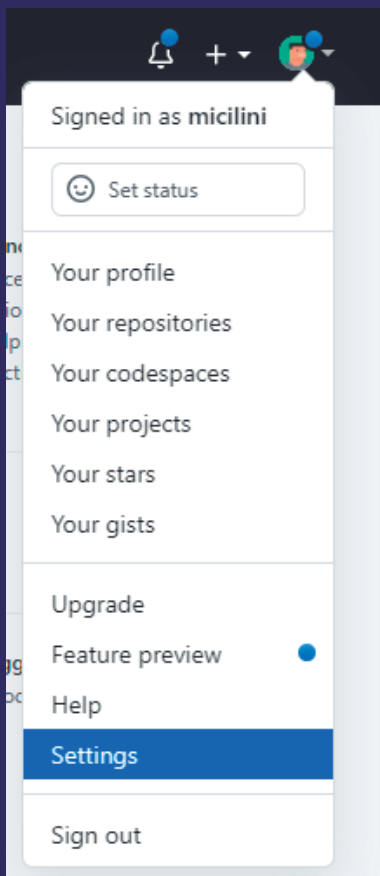 Signed in as micilini
Set status
Your profile
Your repositories
Your codespaces
Your projects
Your stars
Your gists
Upgrade
Feature preview
Help
Settings
Sign out